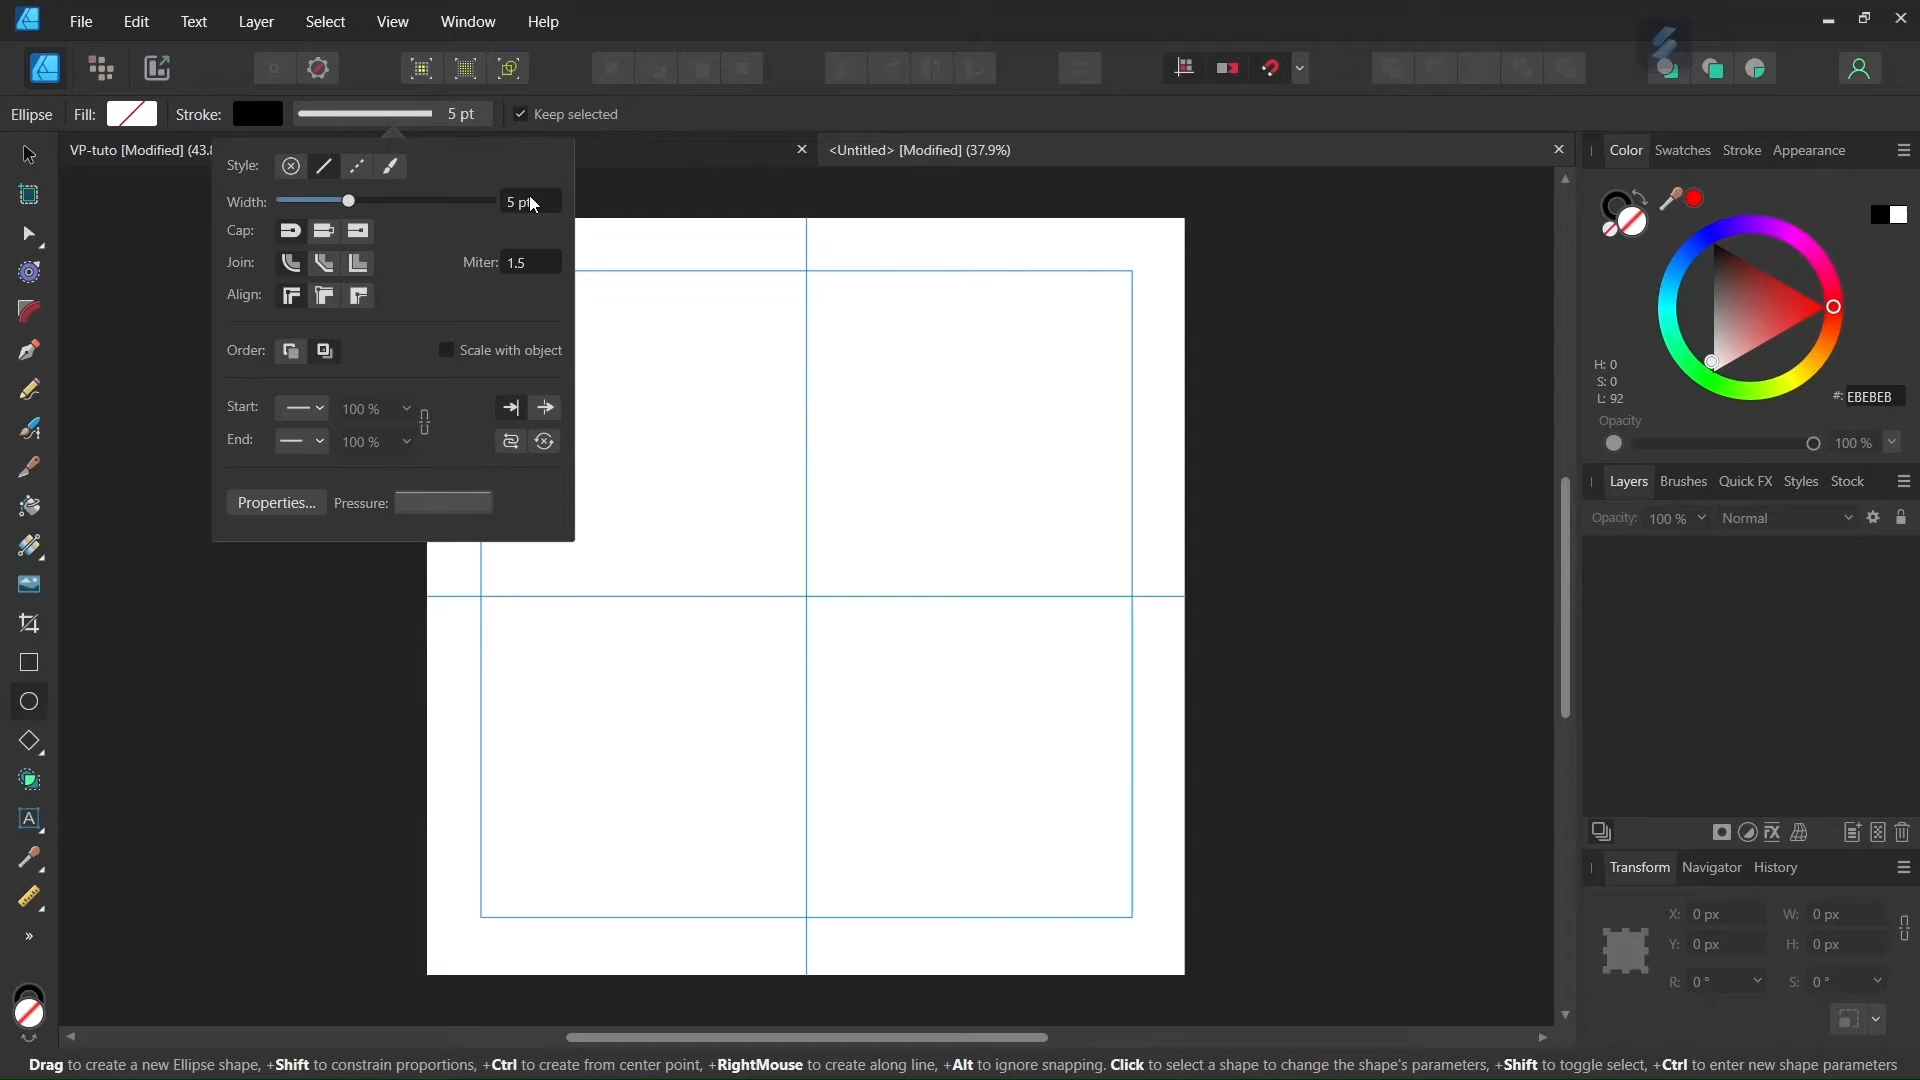 File Edit Text Layer Select View Window Help
Ellipse Fill: Stroke: 5 pt Keep selected
VP-tuto [Modified] (43.8
<Untitled> [Modified] (37.9%)
Style:
Width: 5 pt
Cap:
Join: Miter: 1.5
Align:
Order: Scale with object
Start: 100 %
End: 100 %
Properties... Pressure:
Color Swatches Stroke Appearance
H: 0
S: 0
L: 92
#: EBEBEB
Opacity
100 %
Layers Brushes Quick FX Styles Stock
Opacity: 100 % Normal
Transform Navigator History
X: 0 px W: 0 px
Y: 0 px H: 0 px
R: 0 ° S: 0 °
Drag to create a new Ellipse shape, +Shift to constrain proportions, +Ctrl to create from center point, +RightMouse to create along line, +Alt to ignore snapping. Click to select a shape to change the shape's parameters, +Shift to toggle select, +Ctrl to enter new shape parameters